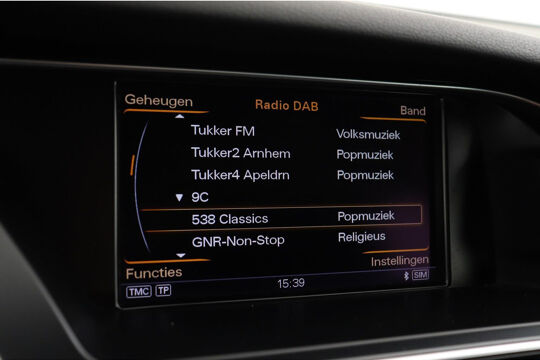 Geheugen Radio DAB Band
Tukker FM Volksmuziek
Tukker2 Arnhem Popmuziek
Tukker4 Apeldrn Popmuziek
▼ 9C
538 Classics Popmuziek
GNR-Non-Stop Religieus
Functies Instellingen
TMC TP 15:39 SIM